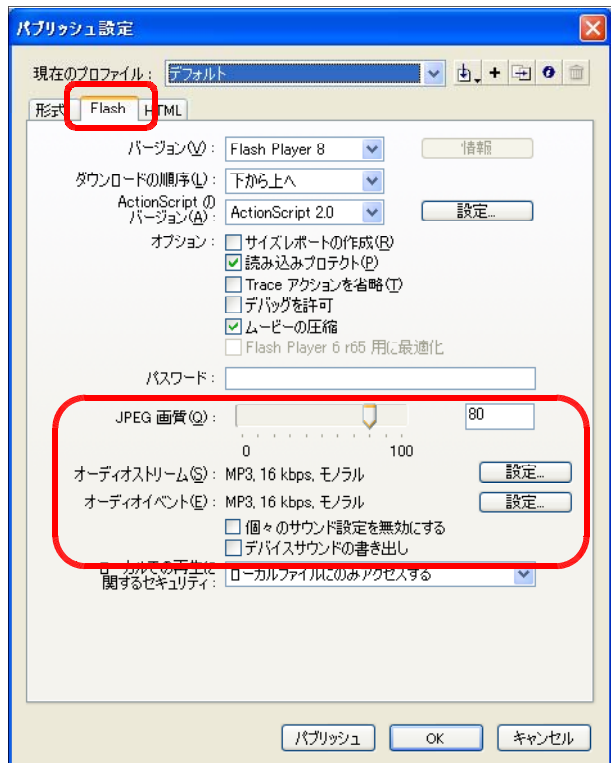 パブリッシュ設定
現在のプロファイル： デフォルト
形式 Flash HTML
バージョン(V)： Flash Player 8 情報
ダウンロードの順序(L)： 下から上へ
ActionScript の
バージョン(A)： ActionScript 2.0 設定...
オプション： サイズレポートの作成(R)
読み込みプロテクト(P)
Trace アクションを省略(T)
デバッグを許可
ムービーの圧縮
Flash Player 6 r65 用に最適化
パスワード：
JPEG 画質(Q)： 80
0 100
オーディオストリーム(S)： MP3, 16 kbps, モノラル 設定...
オーディオイベント(E)： MP3, 16 kbps, モノラル 設定...
個々のサウンド設定を無効にする
デバイスサウンドの書き出し
ローカルでの再生に
関するセキュリティ： ローカルファイルにのみアクセスする
パブリッシュ OK キャンセル